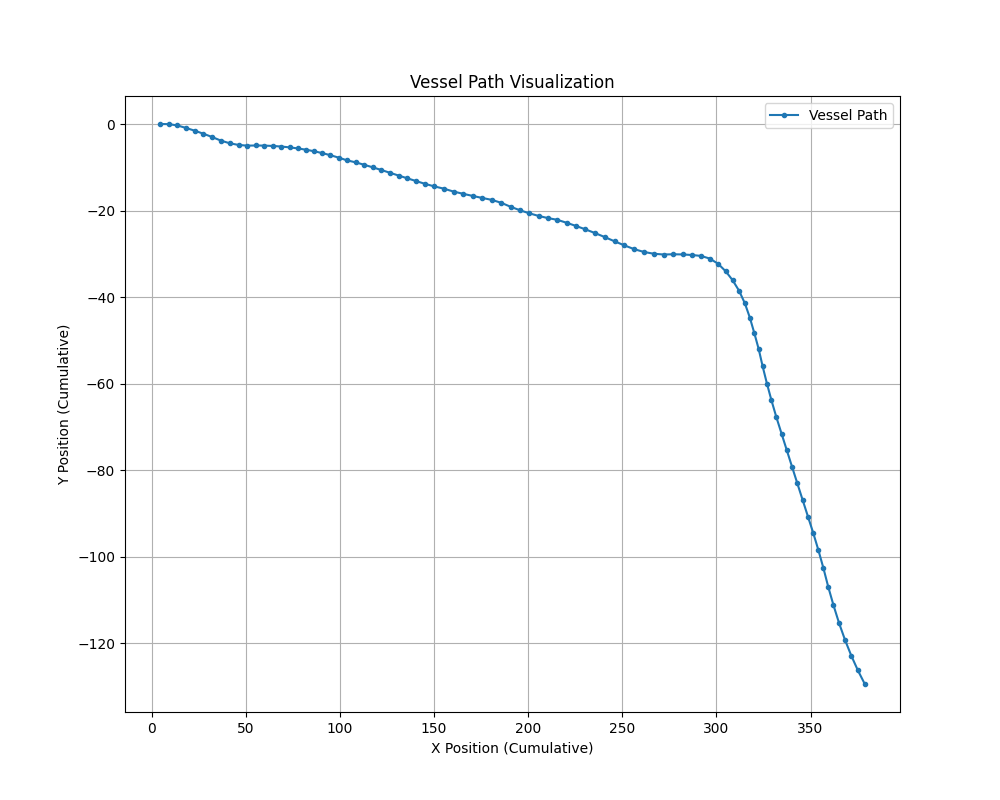 Vessel Path Visualization
Vessel Path
0
−20
−40
−60
−80
−100
−120
Y Position (Cumulative)
0 50 100 150 200 250 300 350
X Position (Cumulative)